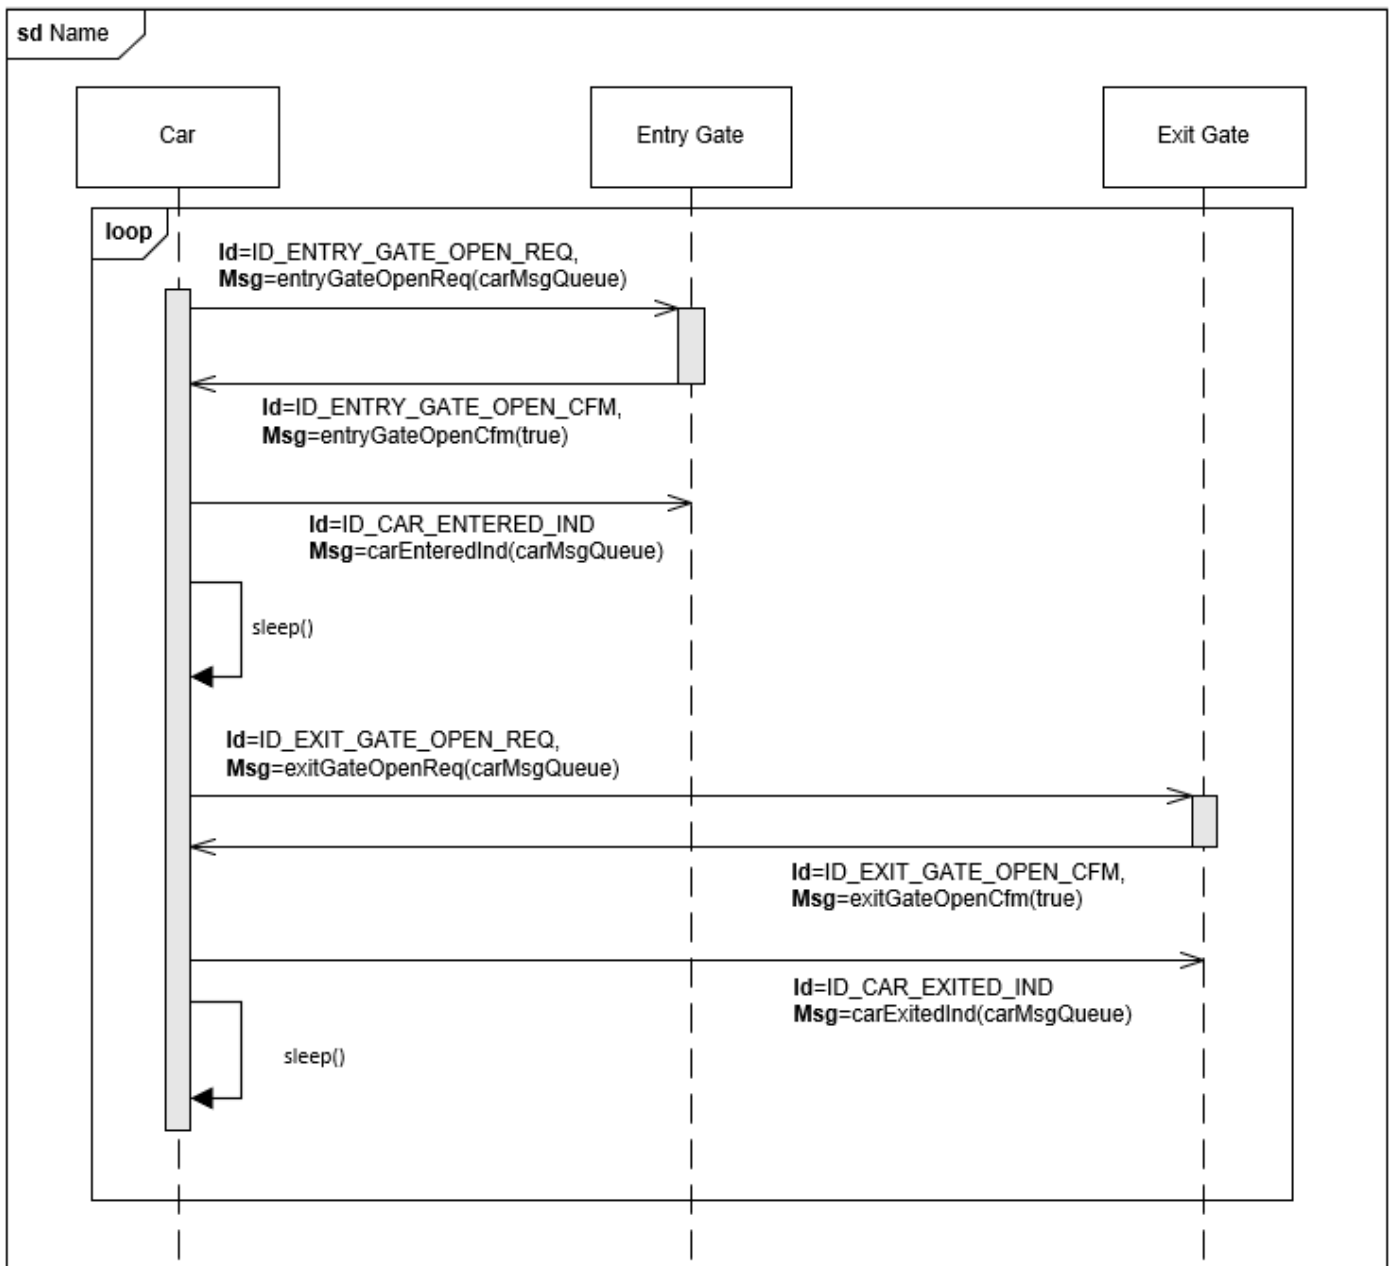 sd Name
Car
Entry Gate
Exit Gate
loop
Id=ID_ENTRY_GATE_OPEN_REQ,
Msg=entryGateOpenReq(carMsgQueue)
Id=ID_ENTRY_GATE_OPEN_CFM,
Msg=entryGateOpenCfm(true)
Id=ID_CAR_ENTERED_IND
Msg=carEnteredInd(carMsgQueue)
sleep()
Id=ID_EXIT_GATE_OPEN_REQ,
Msg=exitGateOpenReq(carMsgQueue)
Id=ID_EXIT_GATE_OPEN_CFM,
Msg=exitGateOpenCfm(true)
Id=ID_CAR_EXITED_IND
Msg=carExitedInd(carMsgQueue)
sleep()